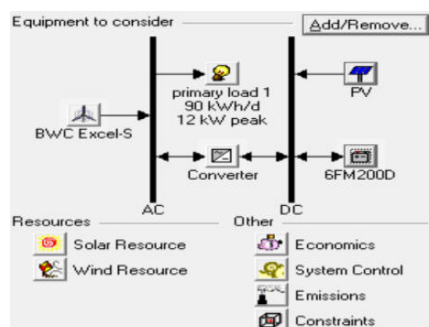 Equipment to consider
Add/Remove...
primary load 1
90 kWh/d
12 kW peak
PV
BWC Excel-S
Converter
6FM200D
AC
DC
Resources
Other
Solar Resource
Economics
Wind Resource
System Control
Emissions
Constraints